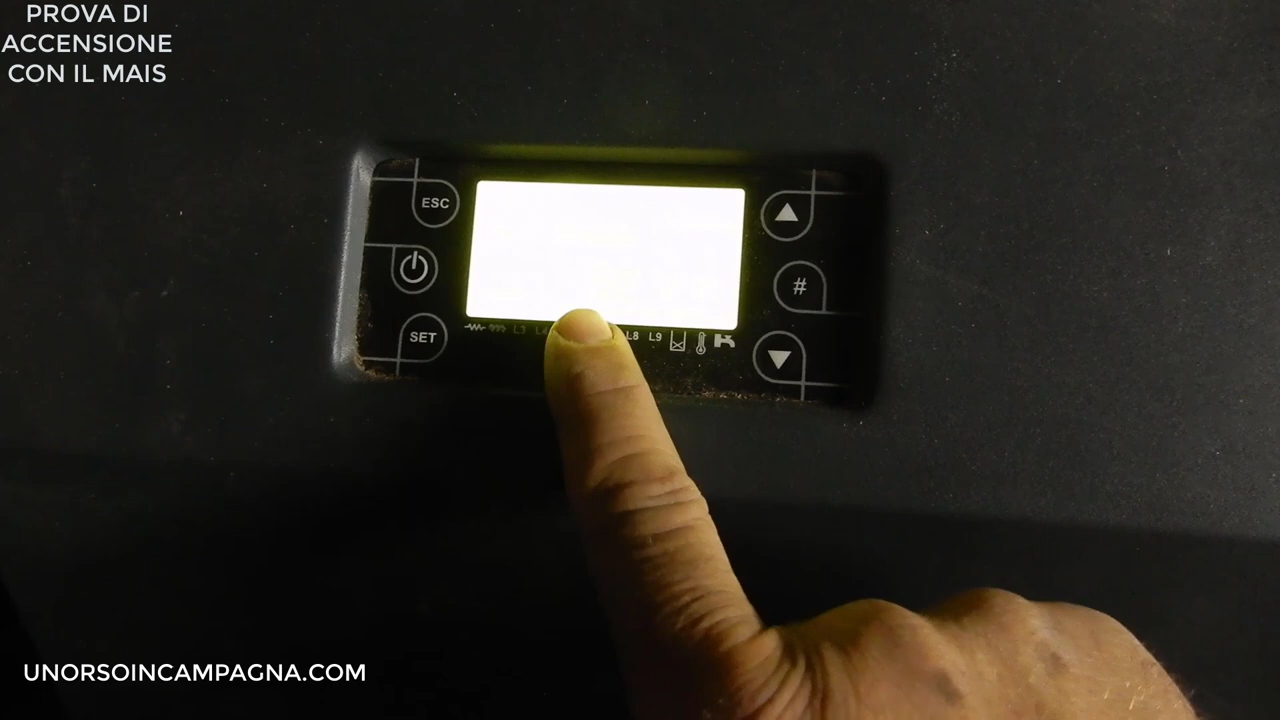 PROVA DI
ACCENSIONE
CON IL MAIS
ESC
SET
#
L3 L8 L9
UNORSOINCAMPAGNA.COM